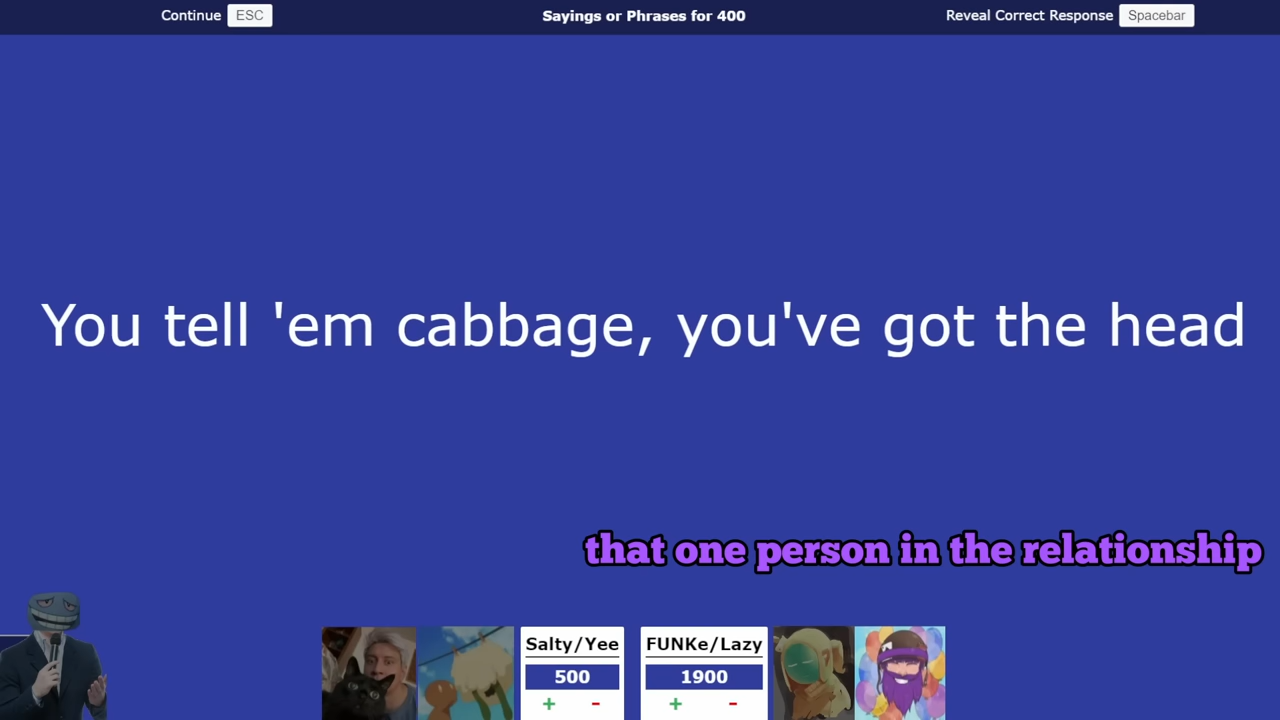 Continue ESC
Sayings or Phrases for 400
Reveal Correct Response Spacebar
You tell 'em cabbage, you've got the head
that one person in the relationship
Salty/Yee
500
+ -
FUNKe/Lazy
1900
+ -